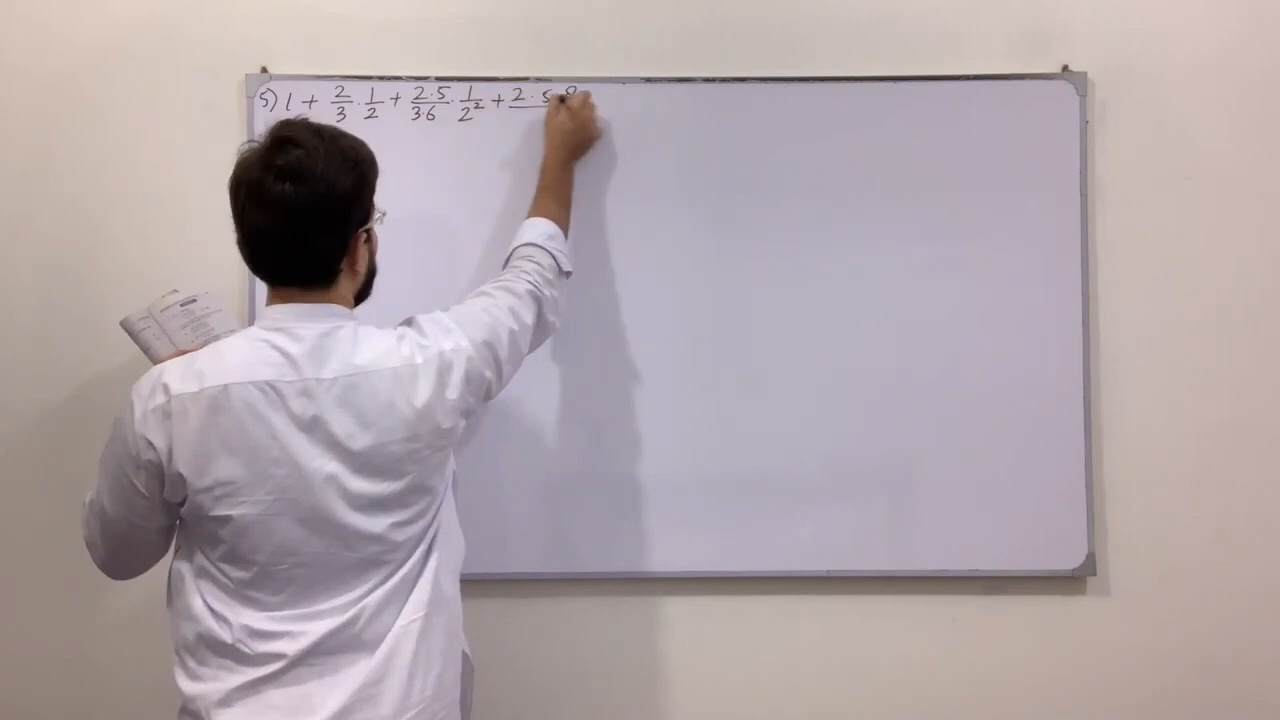 5) 1 + 2/3 · 1/2 + 2·5/3·6 · 1/2² + 2·5·8